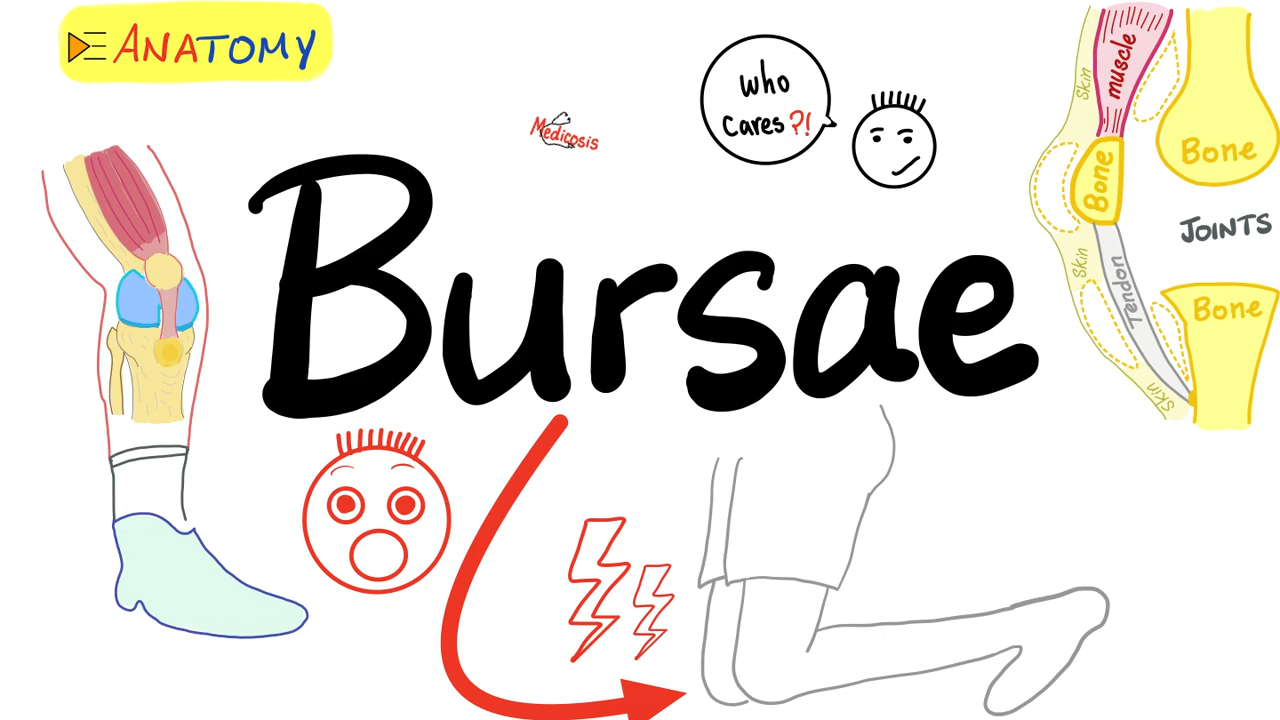 ANATOMY
Medicosis
who
cares?!
Bursae
Skin
muscle
Bone
Bone
JOINTS
Skin
Tendon
Bone
Skin